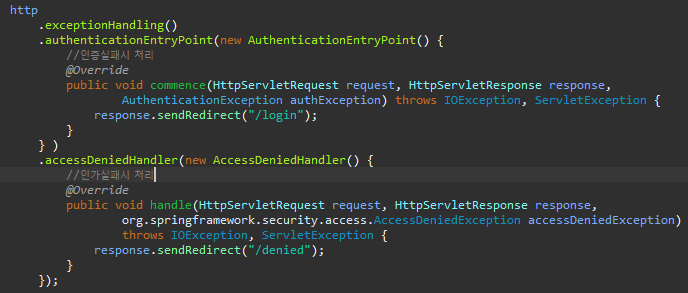 http
.exceptionHandling()
.authenticationEntryPoint(new AuthenticationEntryPoint() {
//인증실패시 처리
@Override
public void commence(HttpServletRequest request, HttpServletResponse response,
AuthenticationException authException) throws IOException, ServletException {
response.sendRedirect("/login");
}
} )
.accessDeniedHandler(new AccessDeniedHandler() {
//인가실패시 처리
@Override
public void handle(HttpServletRequest request, HttpServletResponse response,
org.springframework.security.access.AccessDeniedException accessDeniedException)
throws IOException, ServletException {
response.sendRedirect("/denied");
}
});